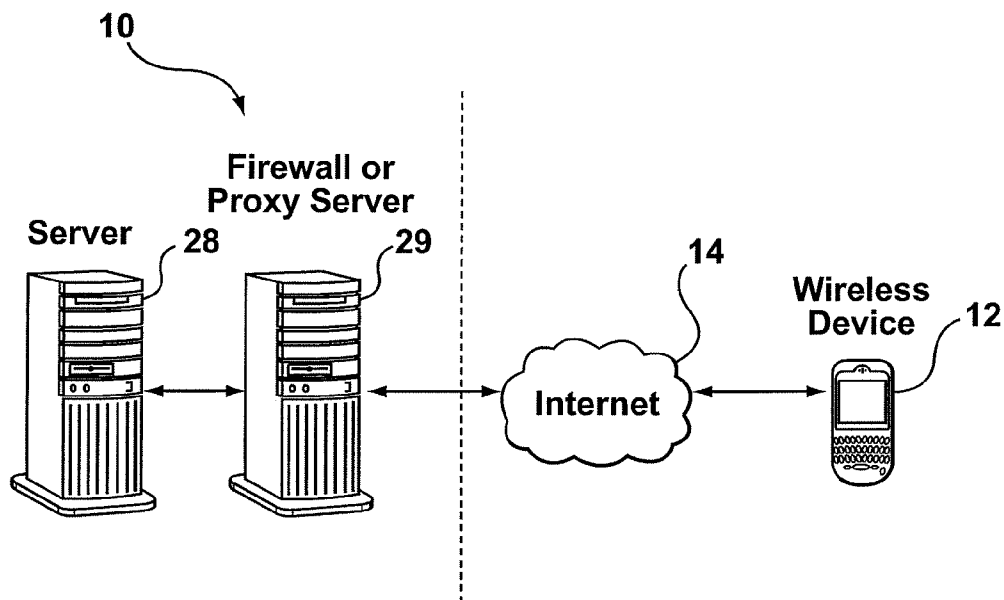 10
Firewall or
Proxy Server
Server
28
29
14
Wireless
Device
12
Internet